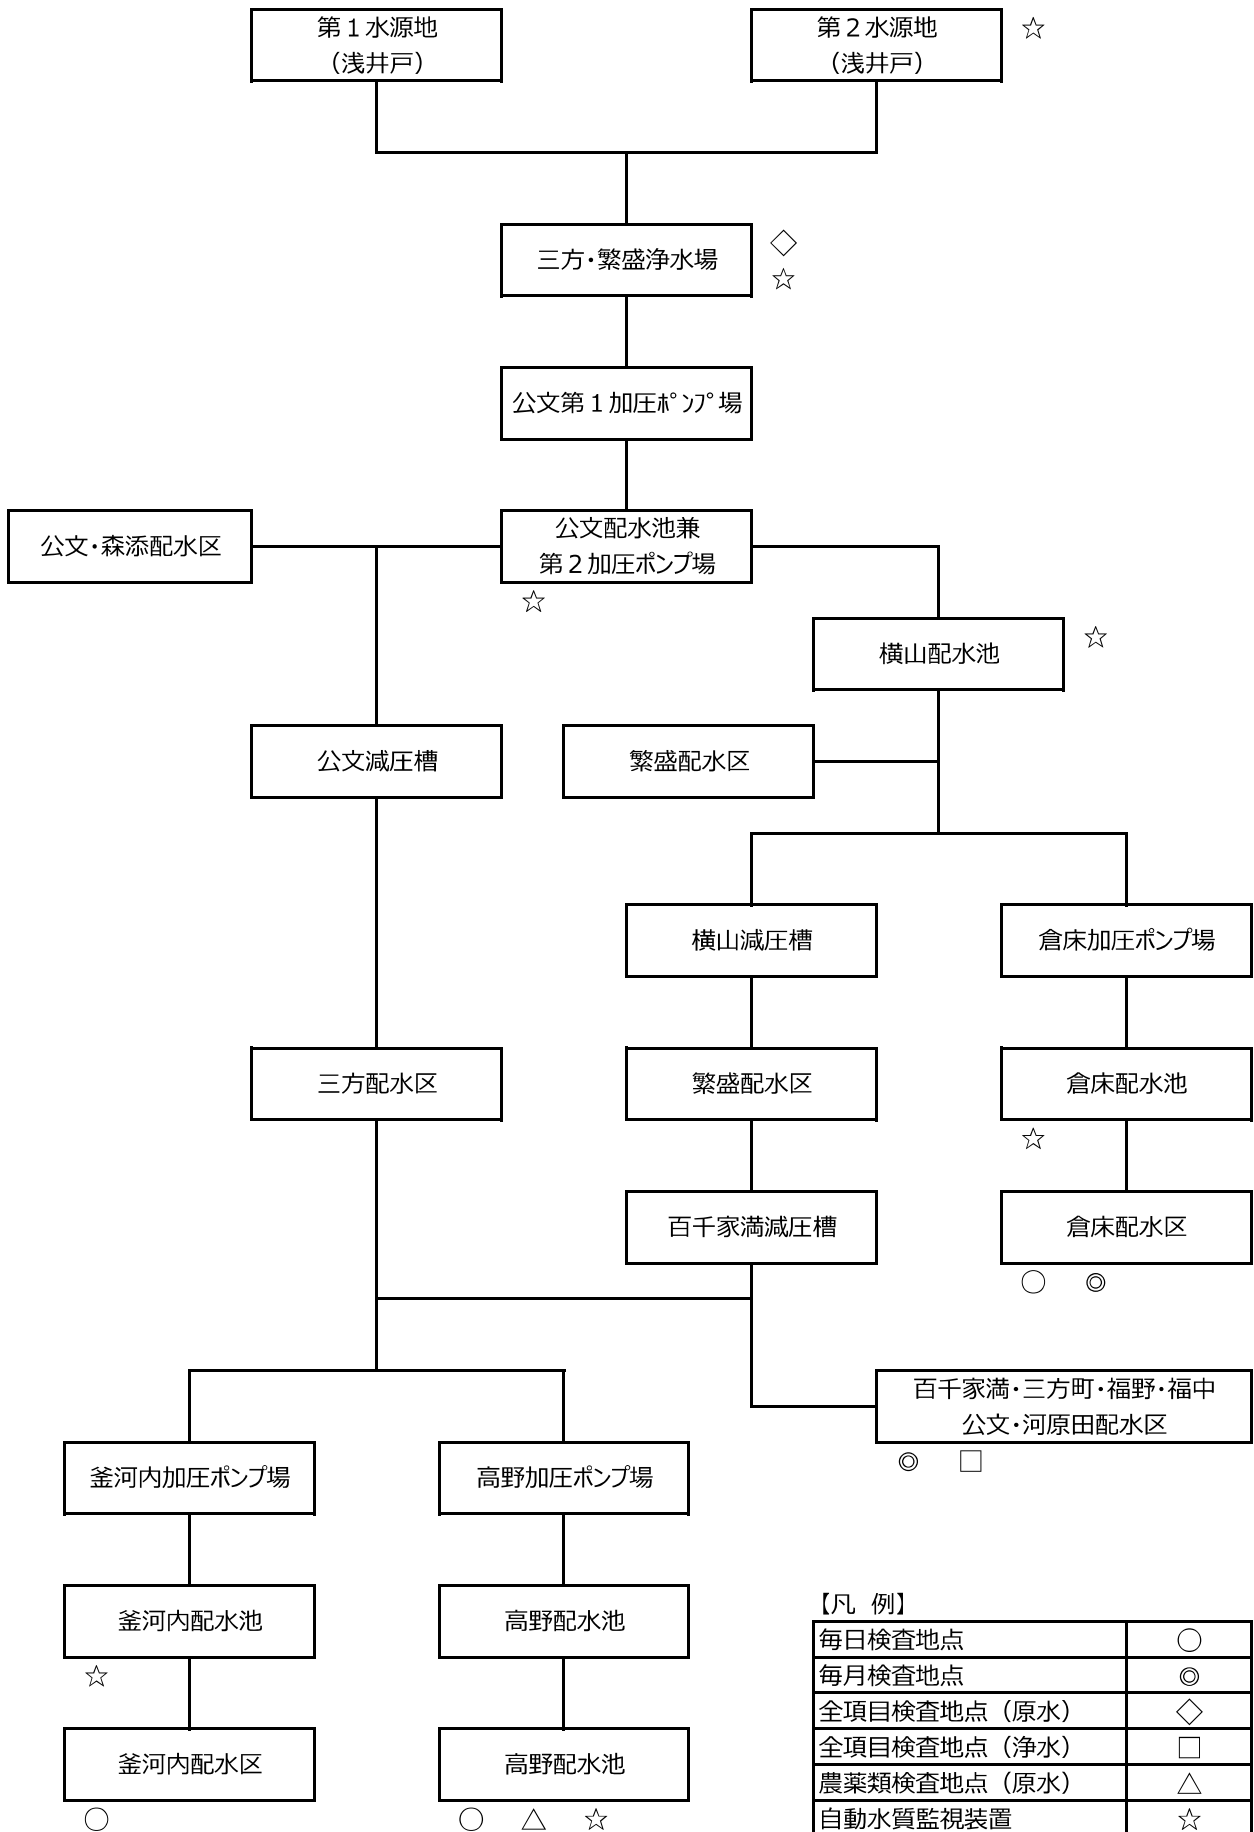 第１水源地
（浅井戸）
第２水源地
（浅井戸）
☆
三方・繁盛浄水場
◇
☆
公文第１加圧ﾎﾟﾝﾌﾟ場
公文・森添配水区
公文配水池兼
第２加圧ポンプ場
☆
横山配水池
☆
公文減圧槽
繁盛配水区
横山減圧槽
倉床加圧ポンプ場
三方配水区
繁盛配水区
倉床配水池
☆
百千家満減圧槽
倉床配水区
○ ◎
百千家満・三方町・福野・福中
公文・河原田配水区
◎ □
釜河内加圧ポンプ場
高野加圧ポンプ場
釜河内配水池
☆
高野配水池
釜河内配水区
○
高野配水池
○ △ ☆
【凡 例】
毎日検査地点 ○
毎月検査地点 ◎
全項目検査地点（原水） ◇
全項目検査地点（浄水） □
農薬類検査地点（原水） △
自動水質監視装置 ☆